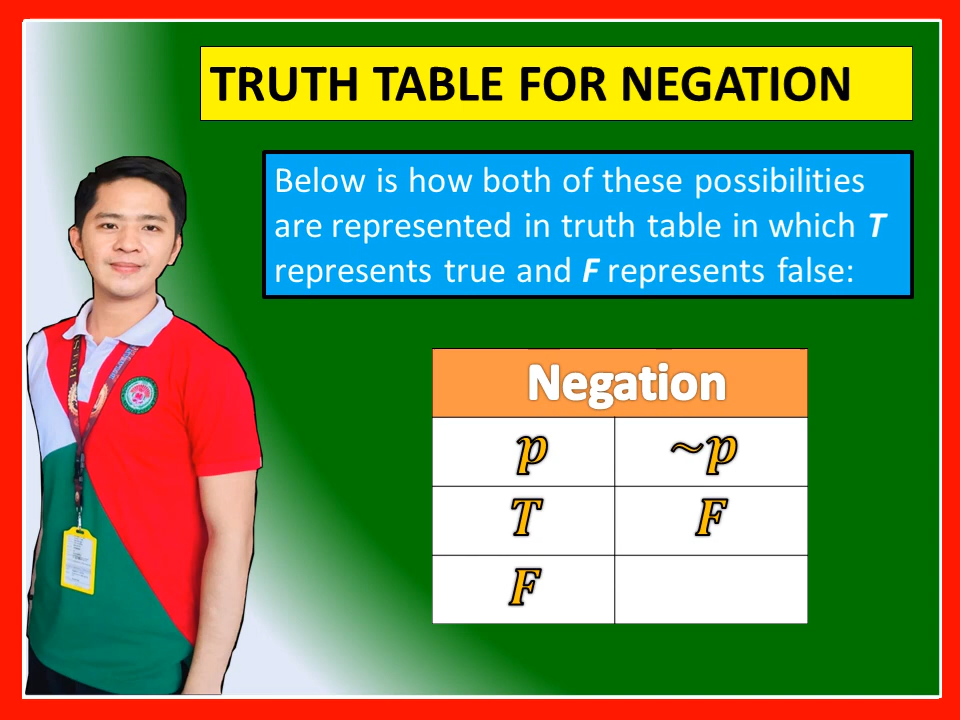 TRUTH TABLE FOR NEGATION
Below is how both of these possibilities
are represented in truth table in which T
represents true and F represents false:
Negation
p ~p
T F
F